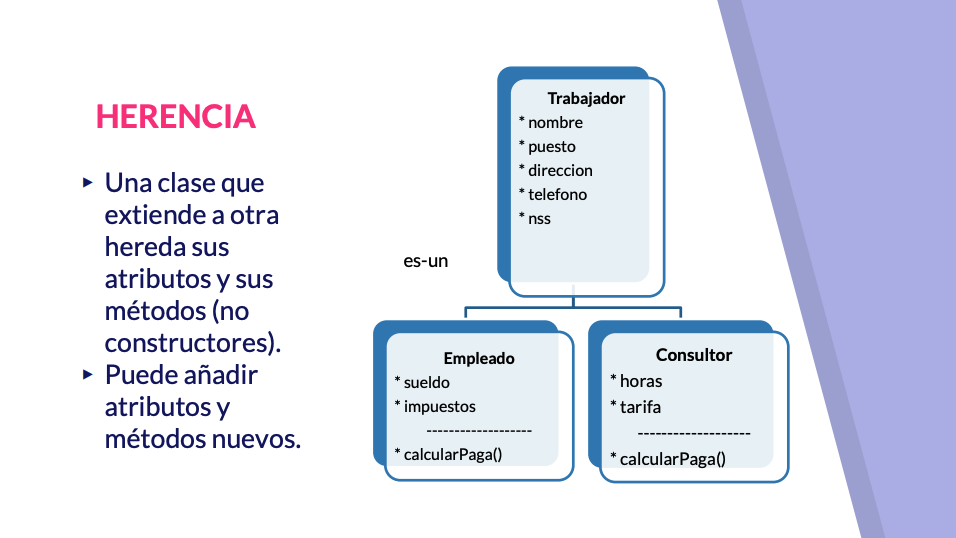 HERENCIA
▸ Una clase que
extiende a otra
hereda sus
atributos y sus
métodos (no
constructores).
▸ Puede añadir
atributos y
métodos nuevos.
Trabajador
* nombre
* puesto
* direccion
* telefono
* nss
es-un
Empleado
* sueldo
* impuestos
-------------------
* calcularPaga()
Consultor
* horas
* tarifa
-------------------
* calcularPaga()